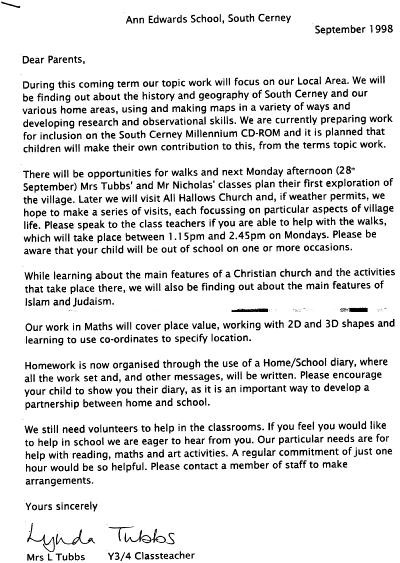 Ann Edwards School, South Cerney
September 1998
Dear Parents,
During this coming term our topic work will focus on our Local Area. We will
be finding out about the history and geography of South Cerney and our
various home areas, using and making maps in a variety of ways and
developing research and observational skills. We are currently preparing work
for inclusion on the South Cerney Millennium CD-ROM and it is planned that
children will make their own contribution to this, from the terms topic work.
There will be opportunities for walks and next Monday afternoon (28th
September) Mrs Tubbs' and Mr Nicholas' classes plan their first exploration of
the village. Later we will visit All Hallows Church and, if weather permits, we
hope to make a series of visits, each focussing on particular aspects of village
life. Please speak to the class teachers if you are able to help with the walks,
which will take place between 1.15pm and 2.45pm on Mondays. Please be
aware that your child will be out of school on one or more occasions.
While learning about the main features of a Christian church and the activities
that take place there, we will also be finding out about the main features of
Islam and Judaism.
Our work in Maths will cover place value, working with 2D and 3D shapes and
learning to use co-ordinates to specify location.
Homework is now organised through the use of a Home/School diary, where
all the work set and, and other messages, will be written. Please encourage
your child to show you their diary, as it is an important way to develop a
partnership between home and school.
We still need volunteers to help in the classrooms. If you feel you would like
to help in school we are eager to hear from you. Our particular needs are for
help with reading, maths and art activities. A regular commitment of just one
hour would be so helpful. Please contact a member of staff to make
arrangements.
Yours sincerely
Lynda Tubbs
Mrs L Tubbs Y3/4 Classteacher